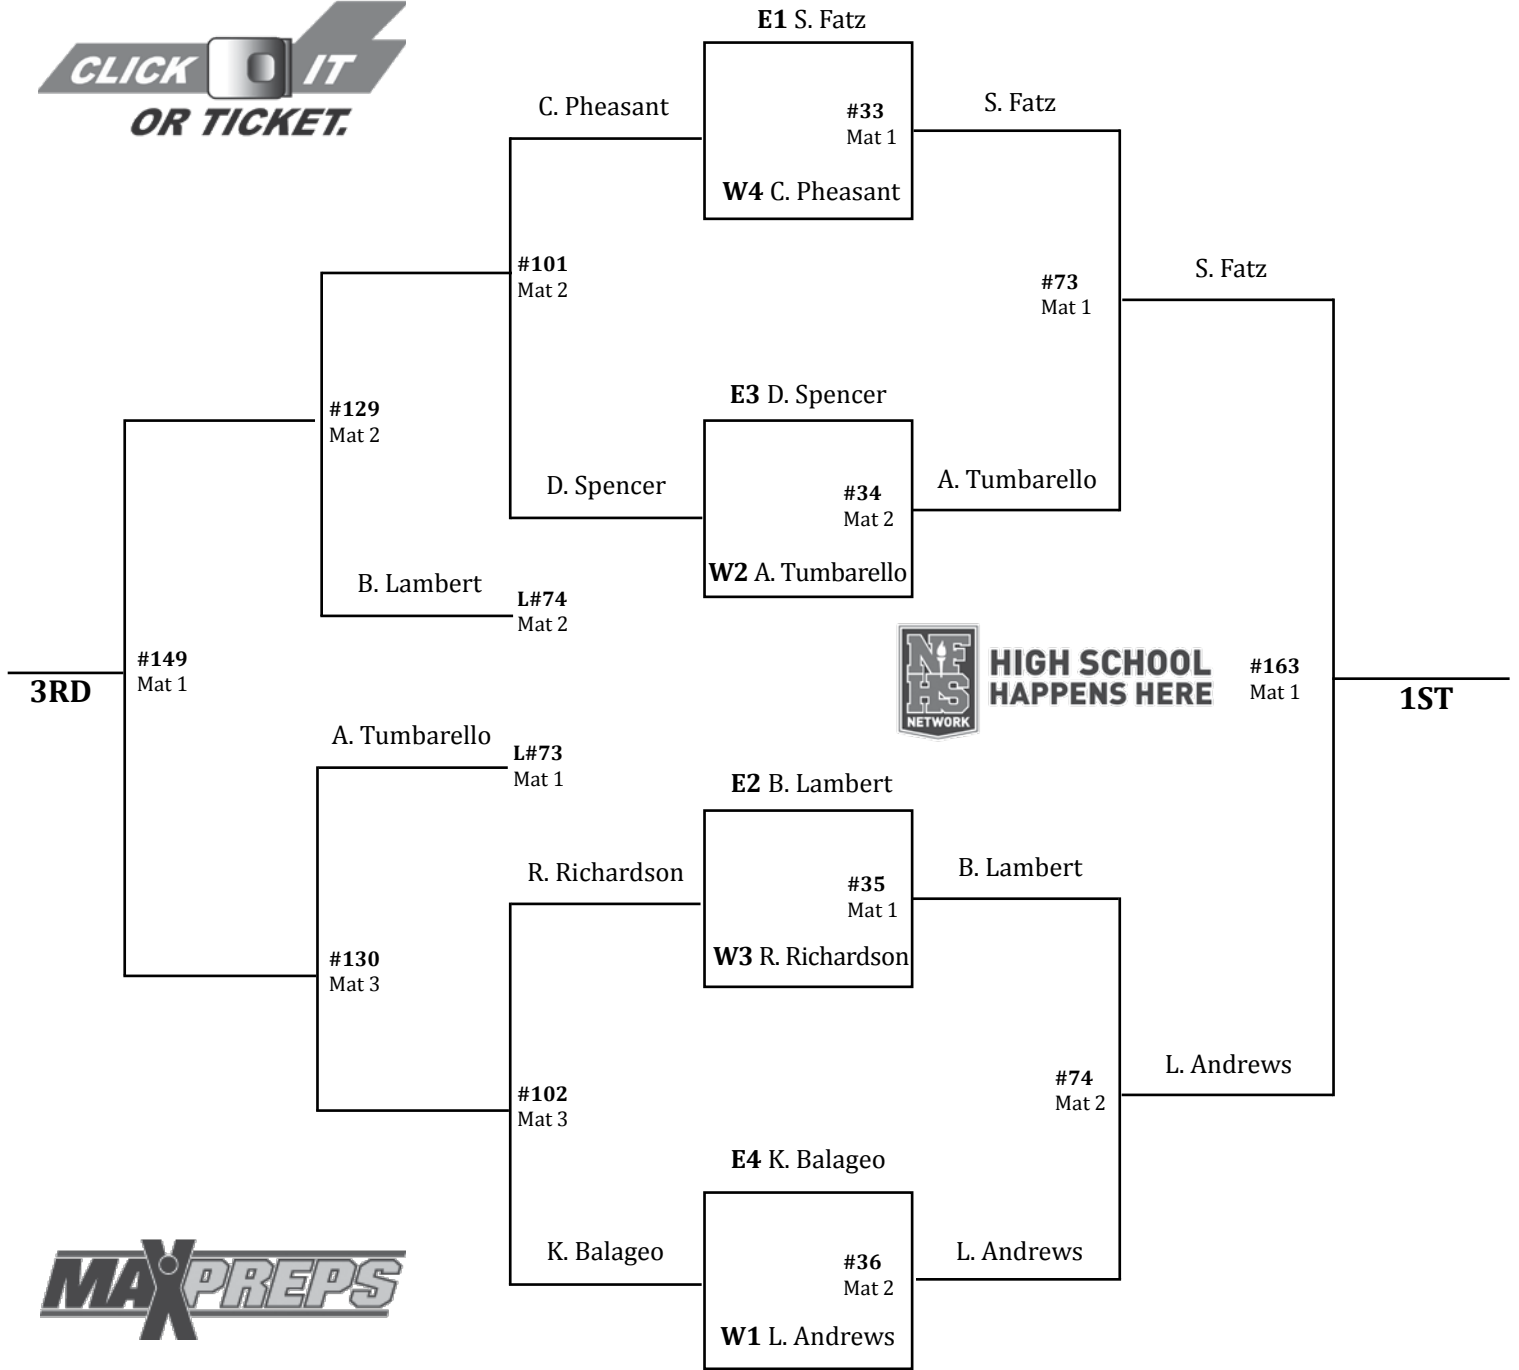 CLICK IT
OR TICKET.
E1 S. Fatz
C. Pheasant
#33
Mat 1
S. Fatz
W4 C. Pheasant
#101
Mat 2
#73
Mat 1
S. Fatz
E3 D. Spencer
#129
Mat 2
D. Spencer
#34
Mat 2
A. Tumbarello
W2 A. Tumbarello
B. Lambert
L#74
Mat 2
#149
Mat 1
3RD
NF
HS
NETWORK
HIGH SCHOOL
HAPPENS HERE
#163
Mat 1
1ST
A. Tumbarello
L#73
Mat 1
E2 B. Lambert
R. Richardson
#35
Mat 1
B. Lambert
W3 R. Richardson
#130
Mat 3
#102
Mat 3
#74
Mat 2
L. Andrews
E4 K. Balageo
K. Balageo
#36
Mat 2
L. Andrews
W1 L. Andrews
MAXPREPS